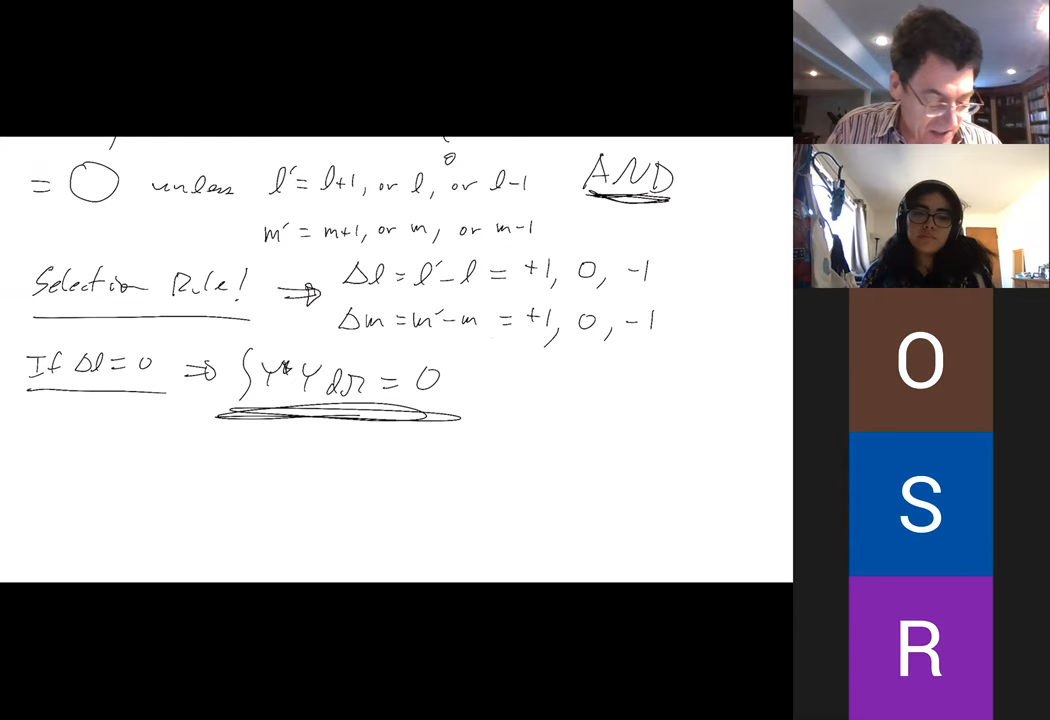 = O unless l' = l+1, or l, or l-1 AND
m' = m+1, or m, or m-1
Selection Rule! ⇒ Δl = l'-l = +1, 0, -1
Δm = m'-m = +1, 0, -1
If Δl = 0 ⇒ ∫Y*Y dΩ = 0
O
S
R